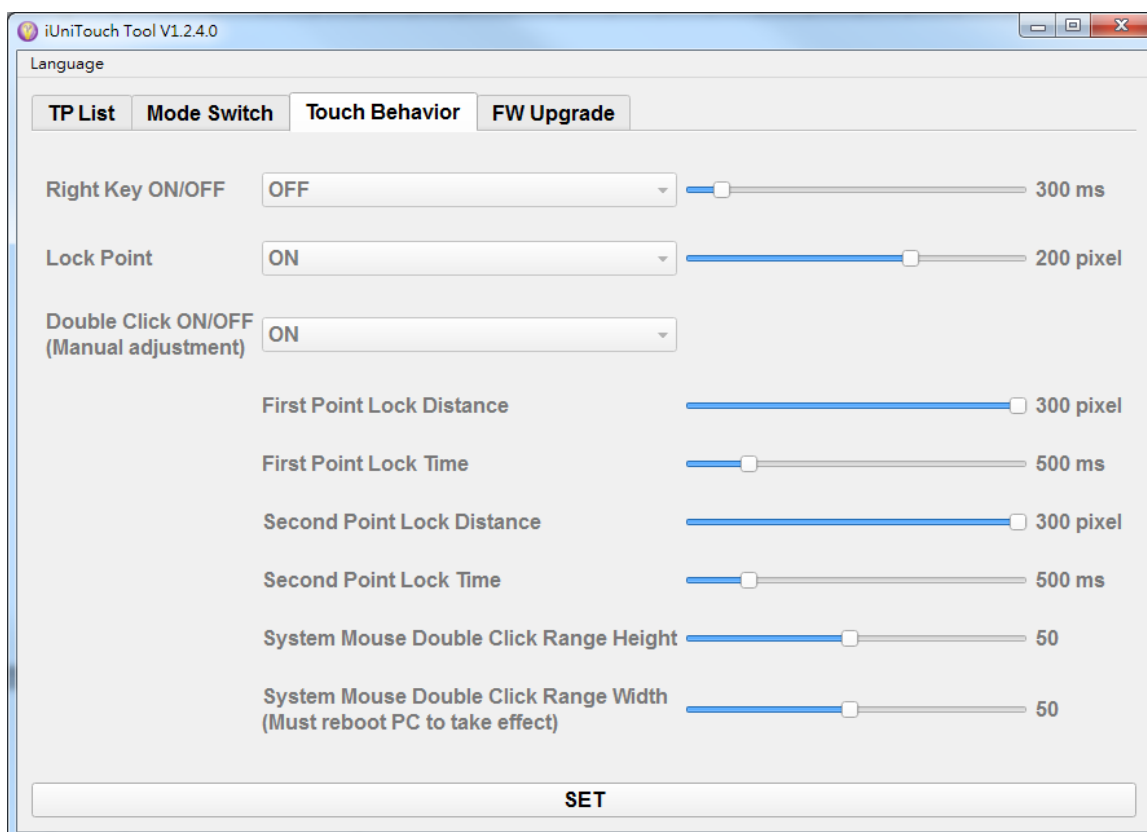 iUniTouch Tool V1.2.4.0
Language
TP List Mode Switch Touch Behavior FW Upgrade
Right Key ON/OFF OFF 300 ms
Lock Point ON 200 pixel
Double Click ON/OFF
(Manual adjustment) ON
First Point Lock Distance 300 pixel
First Point Lock Time 500 ms
Second Point Lock Distance 300 pixel
Second Point Lock Time 500 ms
System Mouse Double Click Range Height 50
System Mouse Double Click Range Width
(Must reboot PC to take effect) 50
SET